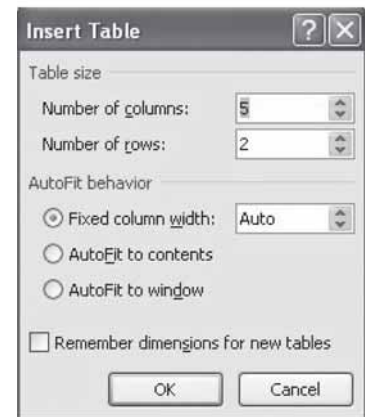 Insert Table
Table size
Number of columns: 5
Number of rows: 2
AutoFit behavior
Fixed column width: Auto
AutoFit to contents
AutoFit to window
Remember dimensions for new tables
OK Cancel